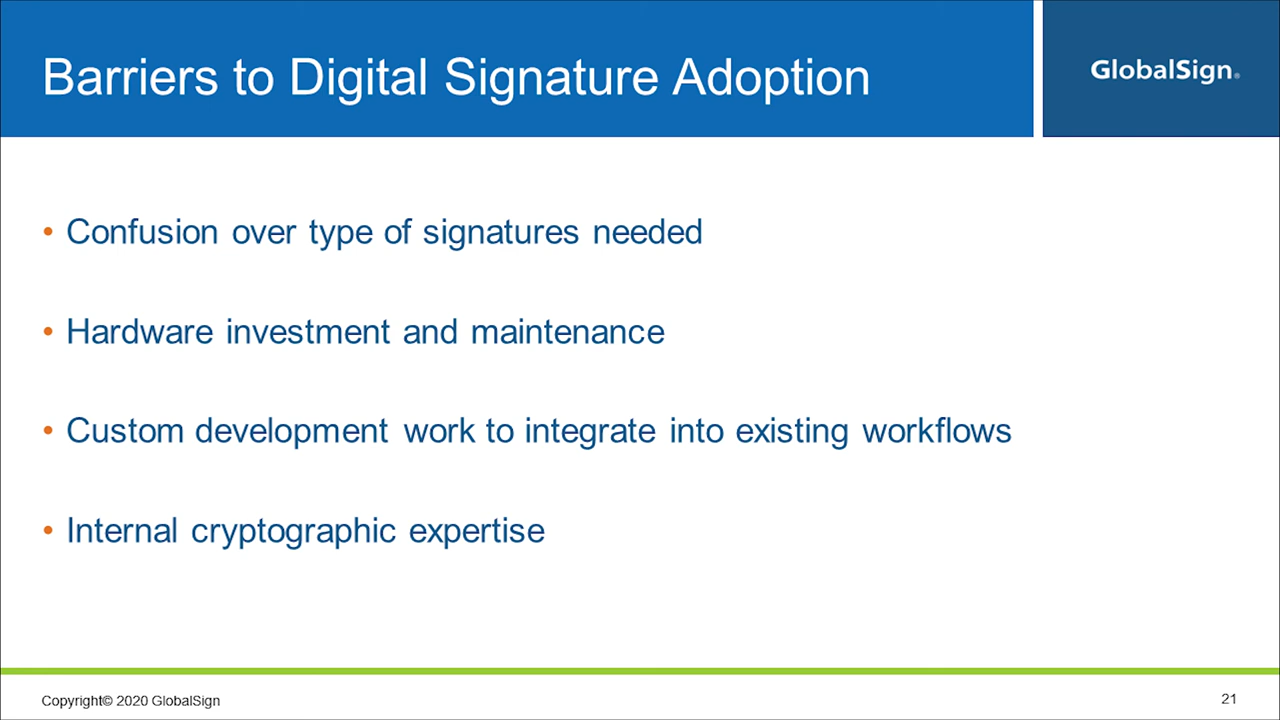 Barriers to Digital Signature Adoption
GlobalSign®
• Confusion over type of signatures needed
• Hardware investment and maintenance
• Custom development work to integrate into existing workflows
• Internal cryptographic expertise
Copyright© 2020 GlobalSign
21